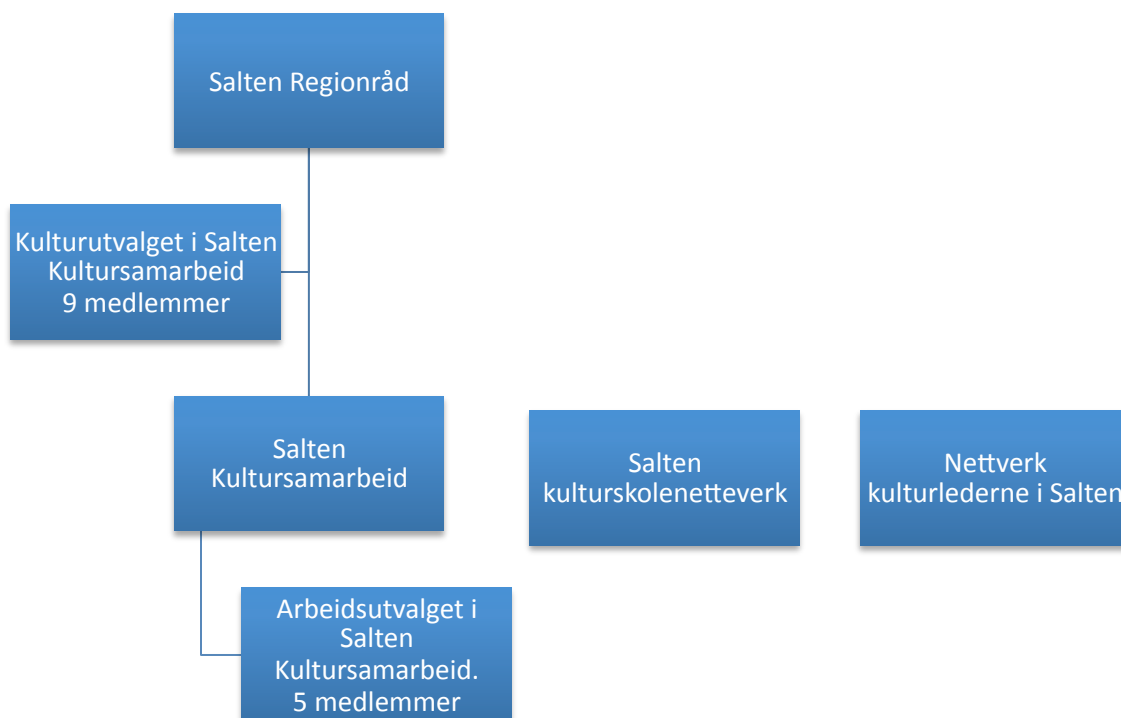 Salten Regionråd
Kulturutvalget i Salten
Kultursamarbeid
9 medlemmer
Salten
Kultursamarbeid
Salten
kulturskolenetteverk
Nettverk
kulturlederne i Salten
Arbeidsutvalget i
Salten
Kultursamarbeid.
5 medlemmer